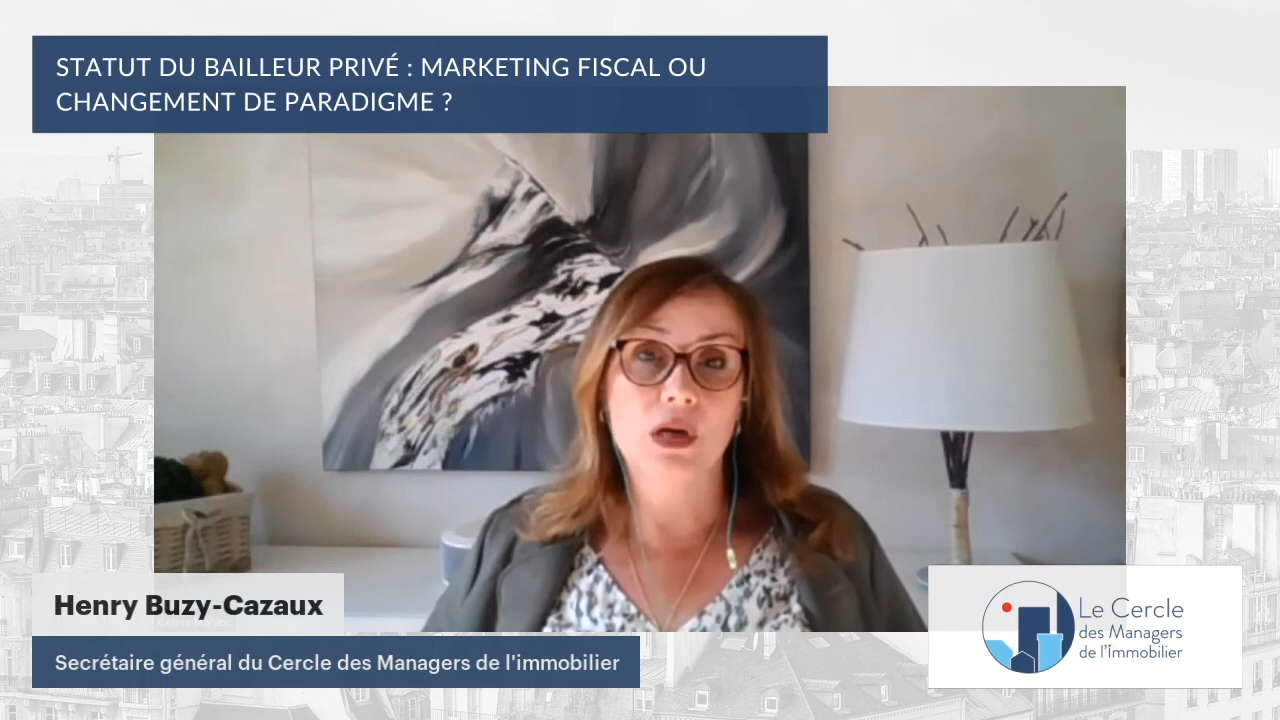 STATUT DU BAILLEUR PRIVÉ : MARKETING FISCAL OU
CHANGEMENT DE PARADIGME ?
Henry Buzy-Cazaux
Secrétaire général du Cercle des Managers de l'immobilier
Le Cercle
des Managers
de l'Immobilier